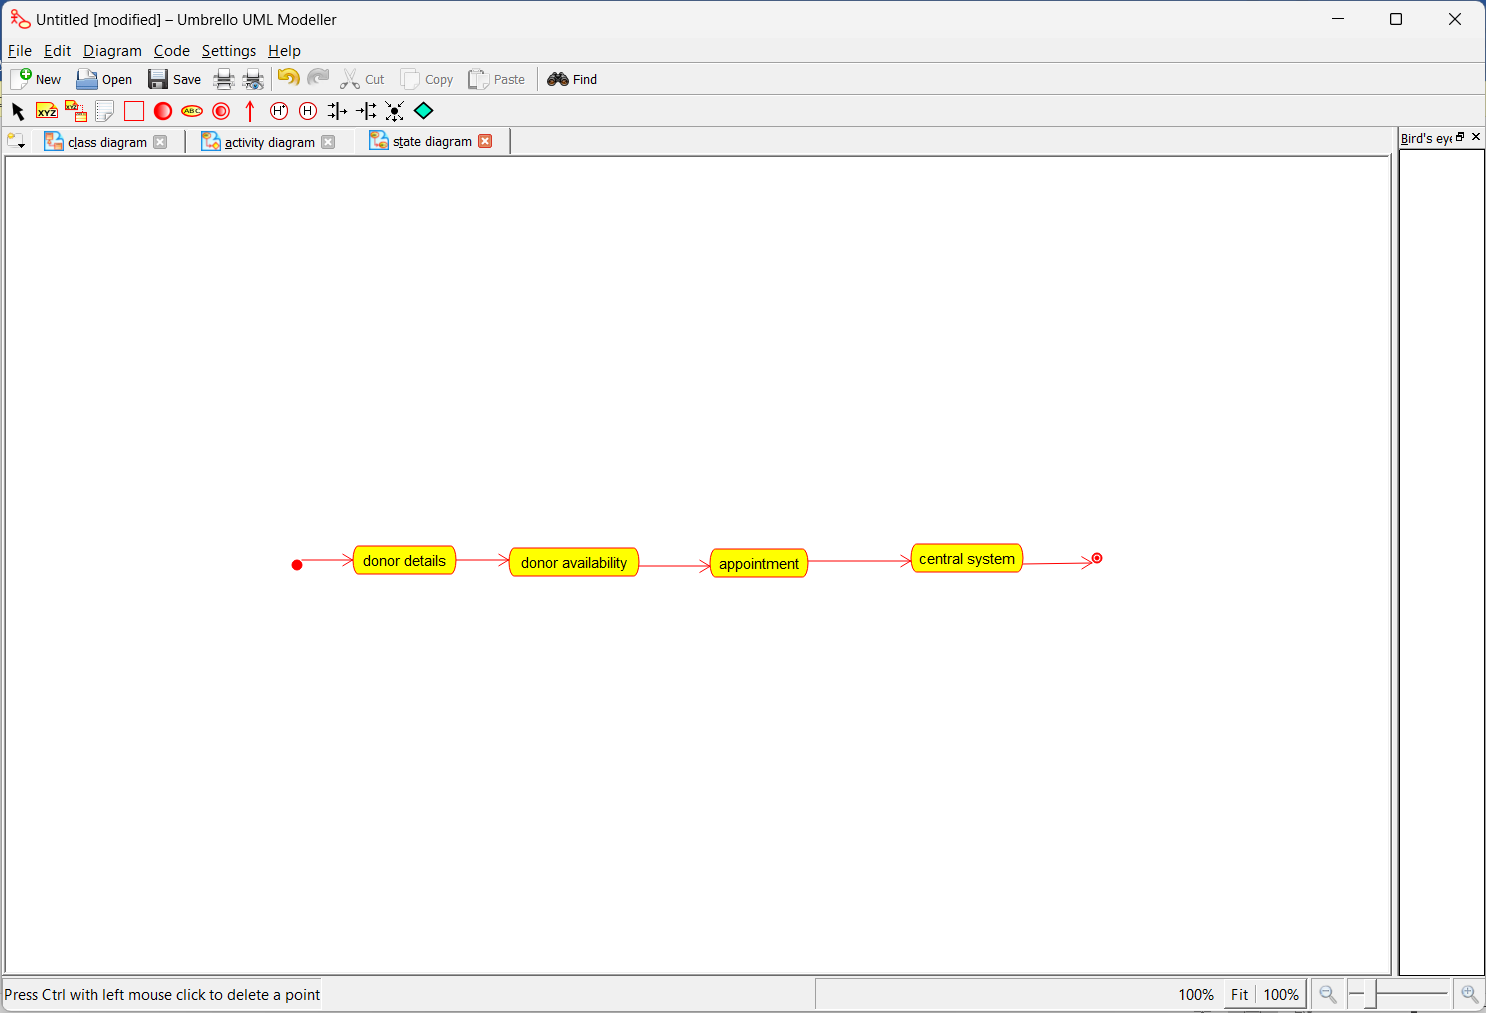 Untitled [modified] – Umbrello UML Modeller
File Edit Diagram Code Settings Help
New Open Save Cut Copy Paste Find
XYZ XYZ ABC H* H
class diagram activity diagram state diagram Bird's eye
donor details donor availability appointment central system
Press Ctrl with left mouse click to delete a point 100% Fit 100%